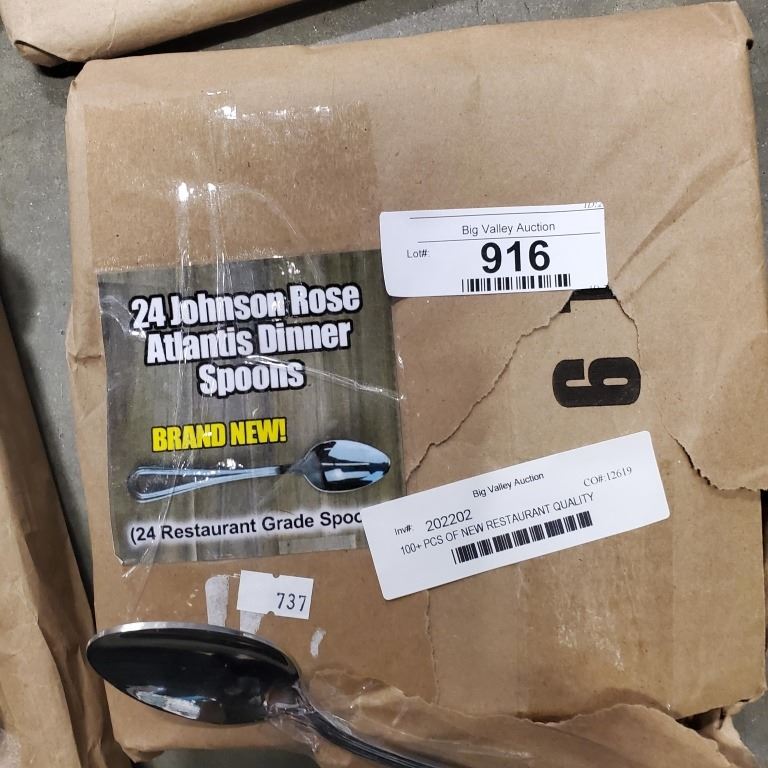 Big Valley Auction
Lot#: 916
24 Johnson Rose
Atlantis Dinner
Spoons
BRAND NEW!
(24 Restaurant Grade Spoo
Big Valley Auction
CO#:12619
Inv#: 202202
100+ PCS OF NEW RESTAURANT QUALITY
737